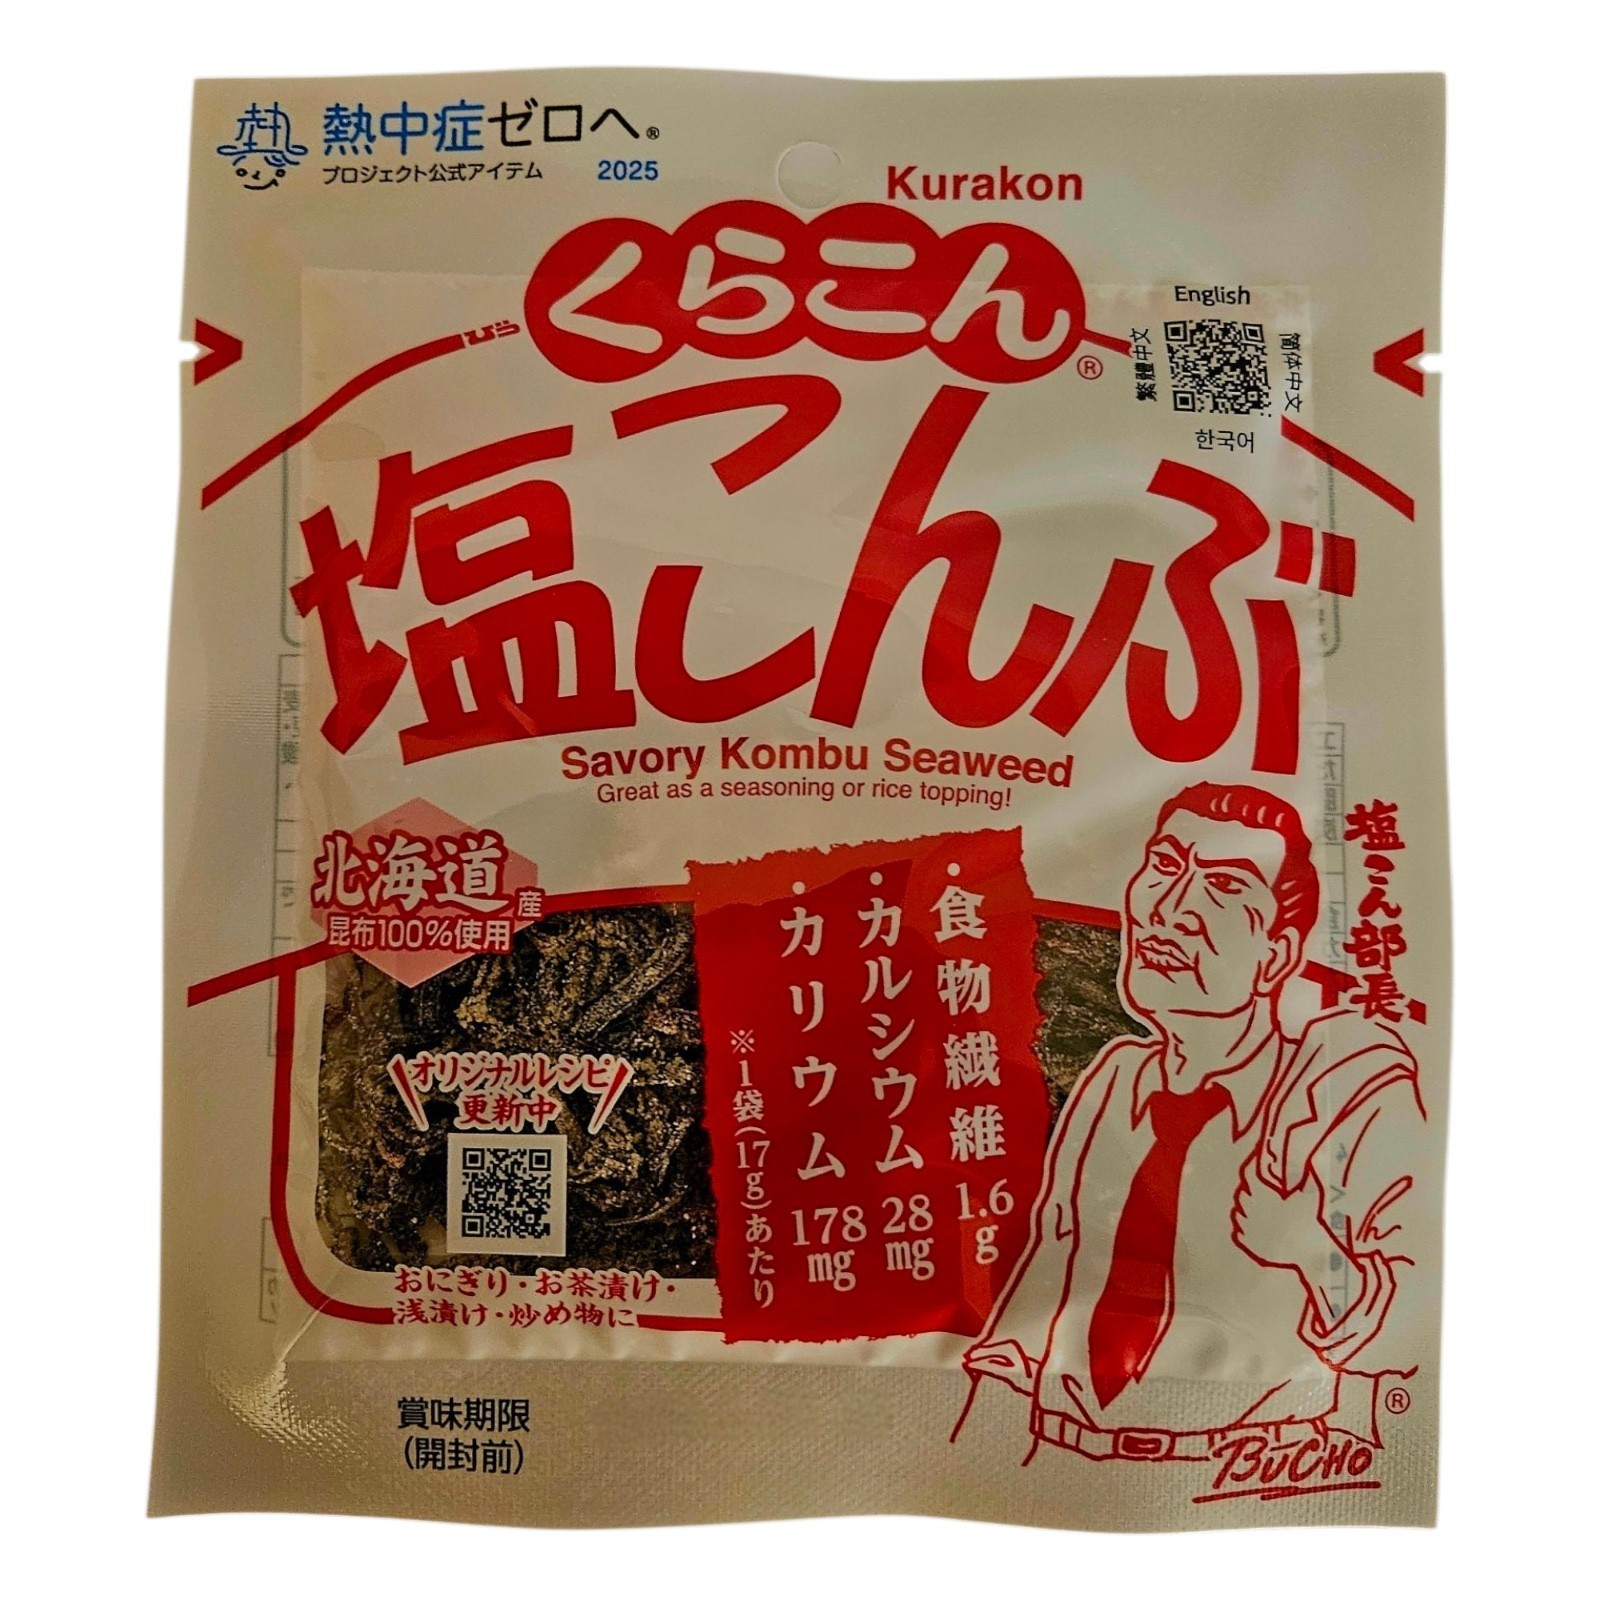 熱
熱中症ゼロへ®
プロジェクト公式アイテム 2025
Kurakon
くらこん®
English
繁體中文
简体中文
한국어
塩こんぶ
Savory Kombu Seaweed
Great as a seasoning or rice topping!
北海道産
昆布100%使用
オリジナルレシピ
更新中
・食物繊維 1.6g
・カルシウム 28mg
・カリウム 178mg
※1袋(17g)あたり
塩こん部長
おにぎり・お茶漬け・
浅漬け・炒め物に
賞味期限
(開封前)
BUCHO®